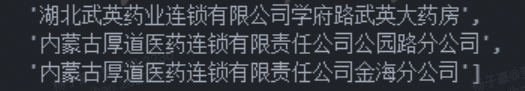 '湖北武英药业连锁有限公司学府路武英大药房',
'内蒙古厚道医药连锁有限责任公司公园路分公司',
'内蒙古厚道医药连锁有限责任公司金海分公司']